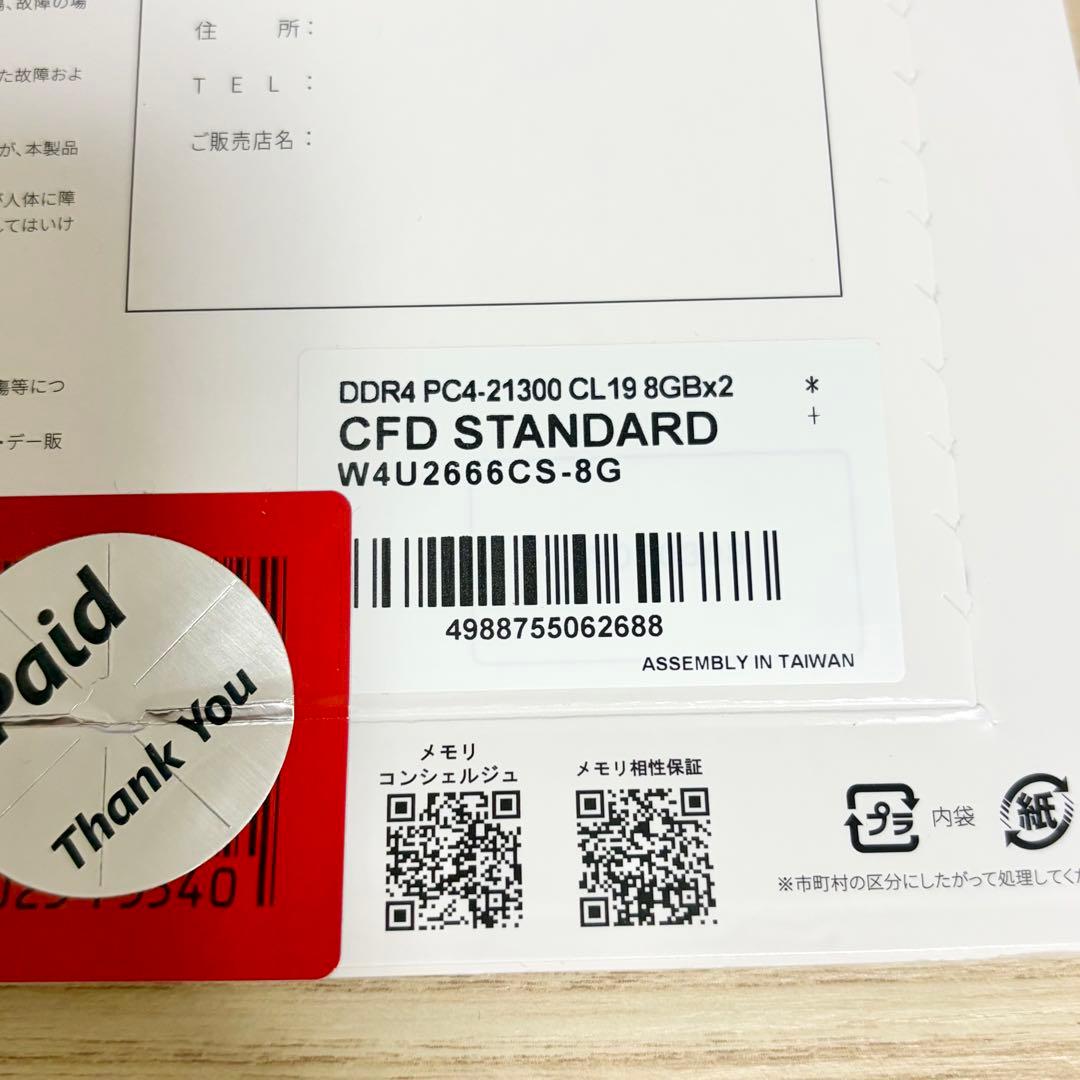 、故障の場
た故障およ
が、本製品
が人体に障
してはいけ
傷等につ
・デー販
住　　所：
ＴＥＬ：
ご販売店名：
DDR4 PC4-21300 CL19 8GBx2 *
CFD STANDARD +
W4U2666CS-8G
4988755062688
ASSEMBLY IN TAIWAN
Paid
Thank You
メモリ
コンシェルジュ
メモリ相性保証
プラ
内袋
紙
※市町村の区分にしたがって処理してくだ